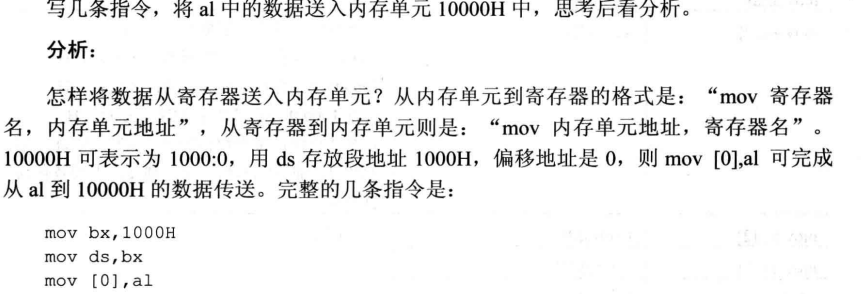 写几条指令，将 al 中的数据送入内存单元 10000H 中，思考后看分析。
分析：
怎样将数据从寄存器送入内存单元？从内存单元到寄存器的格式是：“mov 寄存器
名，内存单元地址”，从寄存器到内存单元则是：“mov 内存单元地址，寄存器名”。
10000H 可表示为 1000:0，用 ds 存放段地址 1000H，偏移地址是 0，则 mov [0],al 可完成
从 al 到 10000H 的数据传送。完整的几条指令是：
mov bx,1000H
mov ds,bx
mov [0],al